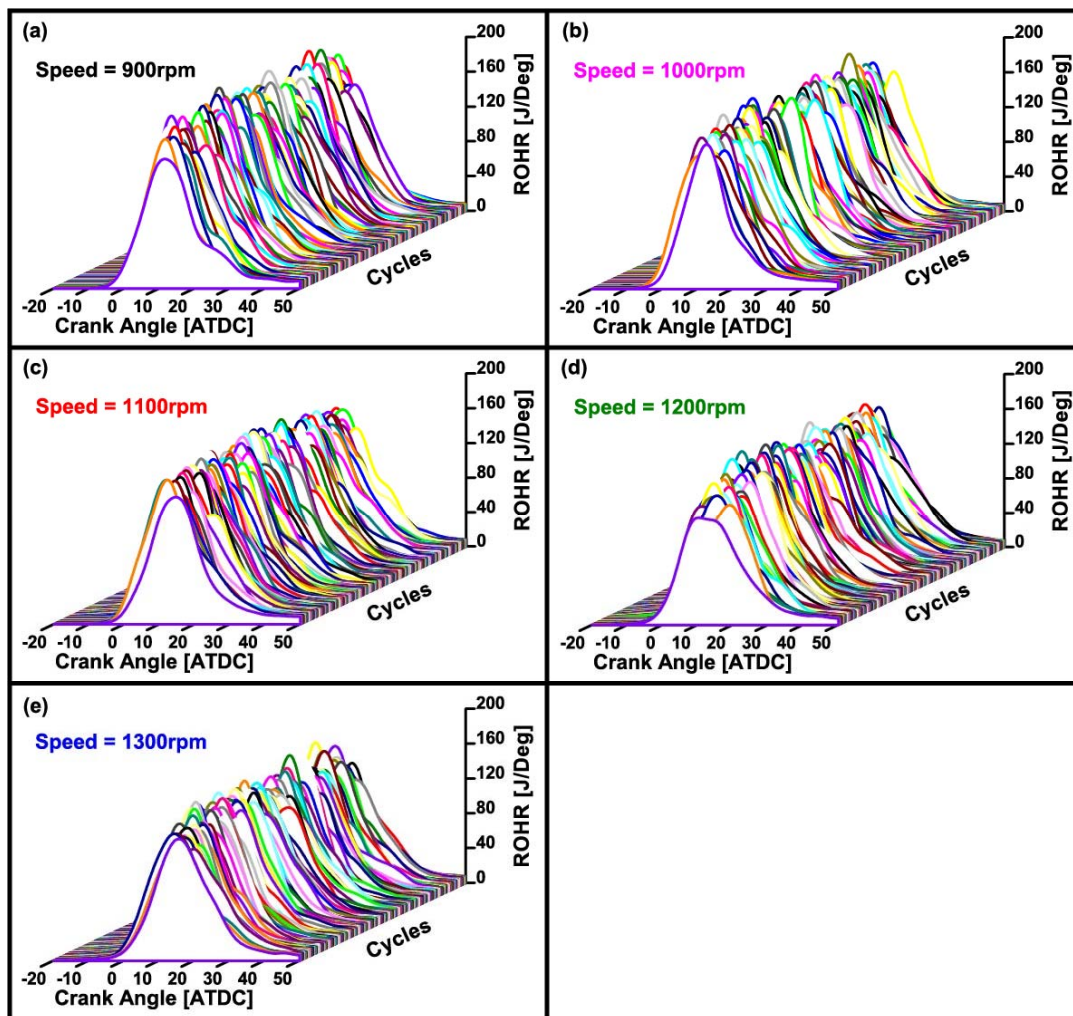 (a)
Speed = 900rpm
200
160
120
80
40
0
ROHR [J/Deg]
Cycles
-20 -10 0 10 20 30 40 50
Crank Angle [ATDC]
(b)
Speed = 1000rpm
200
160
120
80
40
0
ROHR [J/Deg]
Cycles
-20 -10 0 10 20 30 40 50
Crank Angle [ATDC]
(c)
Speed = 1100rpm
200
160
120
80
40
0
ROHR [J/Deg]
Cycles
-20 -10 0 10 20 30 40 50
Crank Angle [ATDC]
(d)
Speed = 1200rpm
200
160
120
80
40
0
ROHR [J/Deg]
Cycles
-20 -10 0 10 20 30 40 50
Crank Angle [ATDC]
(e)
Speed = 1300rpm
200
160
120
80
40
0
ROHR [J/Deg]
Cycles
-20 -10 0 10 20 30 40 50
Crank Angle [ATDC]